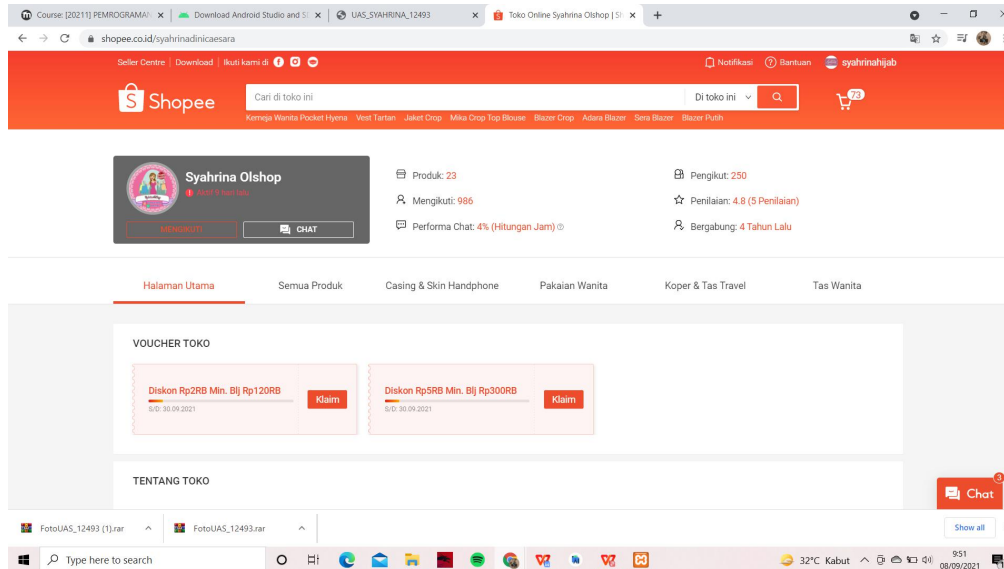 Course: [20211] PEMROGRAMAN
Download Android Studio and S
UAS_SYAHRINA_12493
Toko Online Syahrina Olshop | Sh
shopee.co.id/syahrinadinicaesara
Seller Centre | Download | Ikuti kami di
Notifikasi
Bantuan
syahrinahijab
Shopee
Cari di toko ini
Di toko ini
73
Kemeja Wanita Pocket Hyena Vest Tartan Jaket Crop Mika Crop Top Blouse Blazer Crop Adara Blazer Sera Blazer Blazer Putih
Syahrina Olshop
Aktif 9 hari lalu
MENGIKUTI
CHAT
Produk: 23
Mengikuti: 986
Performa Chat: 4% (Hitungan Jam)
Pengikut: 250
Penilaian: 4.8 (5 Penilaian)
Bergabung: 4 Tahun Lalu
Halaman Utama
Semua Produk
Casing & Skin Handphone
Pakaian Wanita
Koper & Tas Travel
Tas Wanita
VOUCHER TOKO
Diskon Rp2RB Min. Blj Rp120RB
S/D: 30.09.2021
Klaim
Diskon Rp5RB Min. Blj Rp300RB
S/D: 30.09.2021
Klaim
TENTANG TOKO
3
Chat
FotoUAS_12493 (1).rar
FotoUAS_12493.rar
Show all
Type here to search
32°C Kabut
9:51
08/09/2021